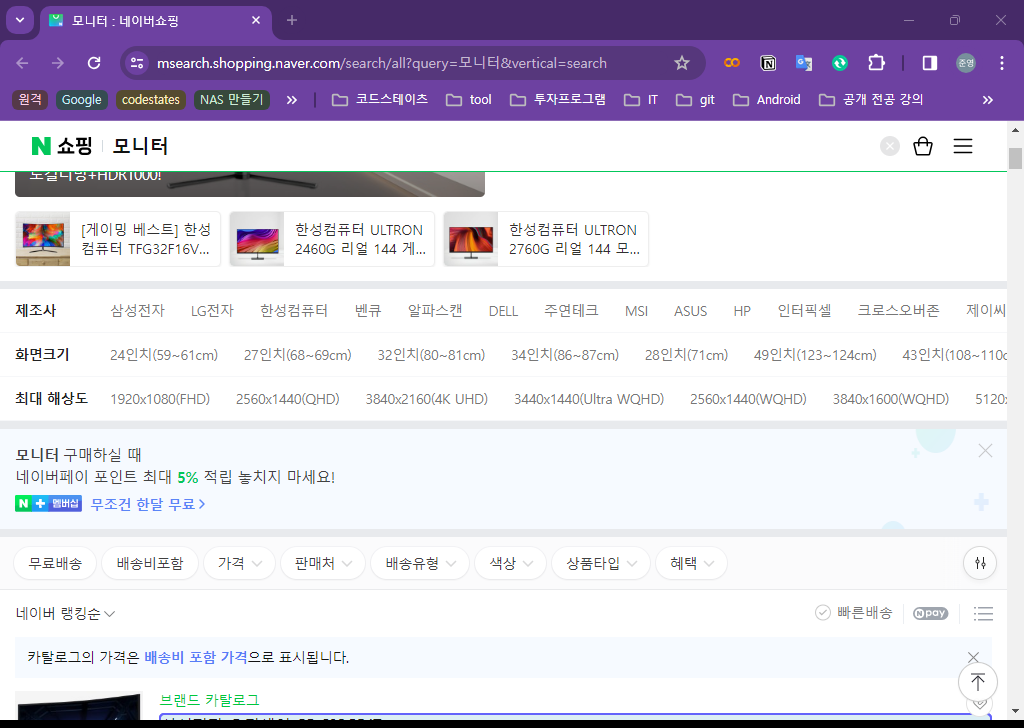 모니터 : 네이버쇼핑
msearch.shopping.naver.com/search/all?query=모니터&vertical=search
준영
원격 Google codestates NAS 만들기 코드스테이츠 tool 투자프로그램 IT git Android 공개 전공 강의
N 쇼핑 모니터
[게이밍 베스트] 한성
컴퓨터 TFG32F16V...
한성컴퓨터 ULTRON
2460G 리얼 144 게...
한성컴퓨터 ULTRON
2760G 리얼 144 모...
제조사 삼성전자 LG전자 한성컴퓨터 벤큐 알파스캔 DELL 주연테크 MSI ASUS HP 인터픽셀 크로스오버존 제이씨
화면크기 24인치(59~61cm) 27인치(68~69cm) 32인치(80~81cm) 34인치(86~87cm) 28인치(71cm) 49인치(123~124cm) 43인치(108~110c
최대 해상도 1920x1080(FHD) 2560x1440(QHD) 3840x2160(4K UHD) 3440x1440(Ultra WQHD) 2560x1440(WQHD) 3840x1600(WQHD) 5120
모니터 구매하실 때
네이버페이 포인트 최대 5% 적립 놓치지 마세요!
N + 멤버십 무조건 한달 무료
무료배송 배송비포함 가격 판매처 배송유형 색상 상품타입 혜택
네이버 랭킹순 빠른배송 N pay
카탈로그의 가격은 배송비 포함 가격으로 표시됩니다.
브랜드 카탈로그